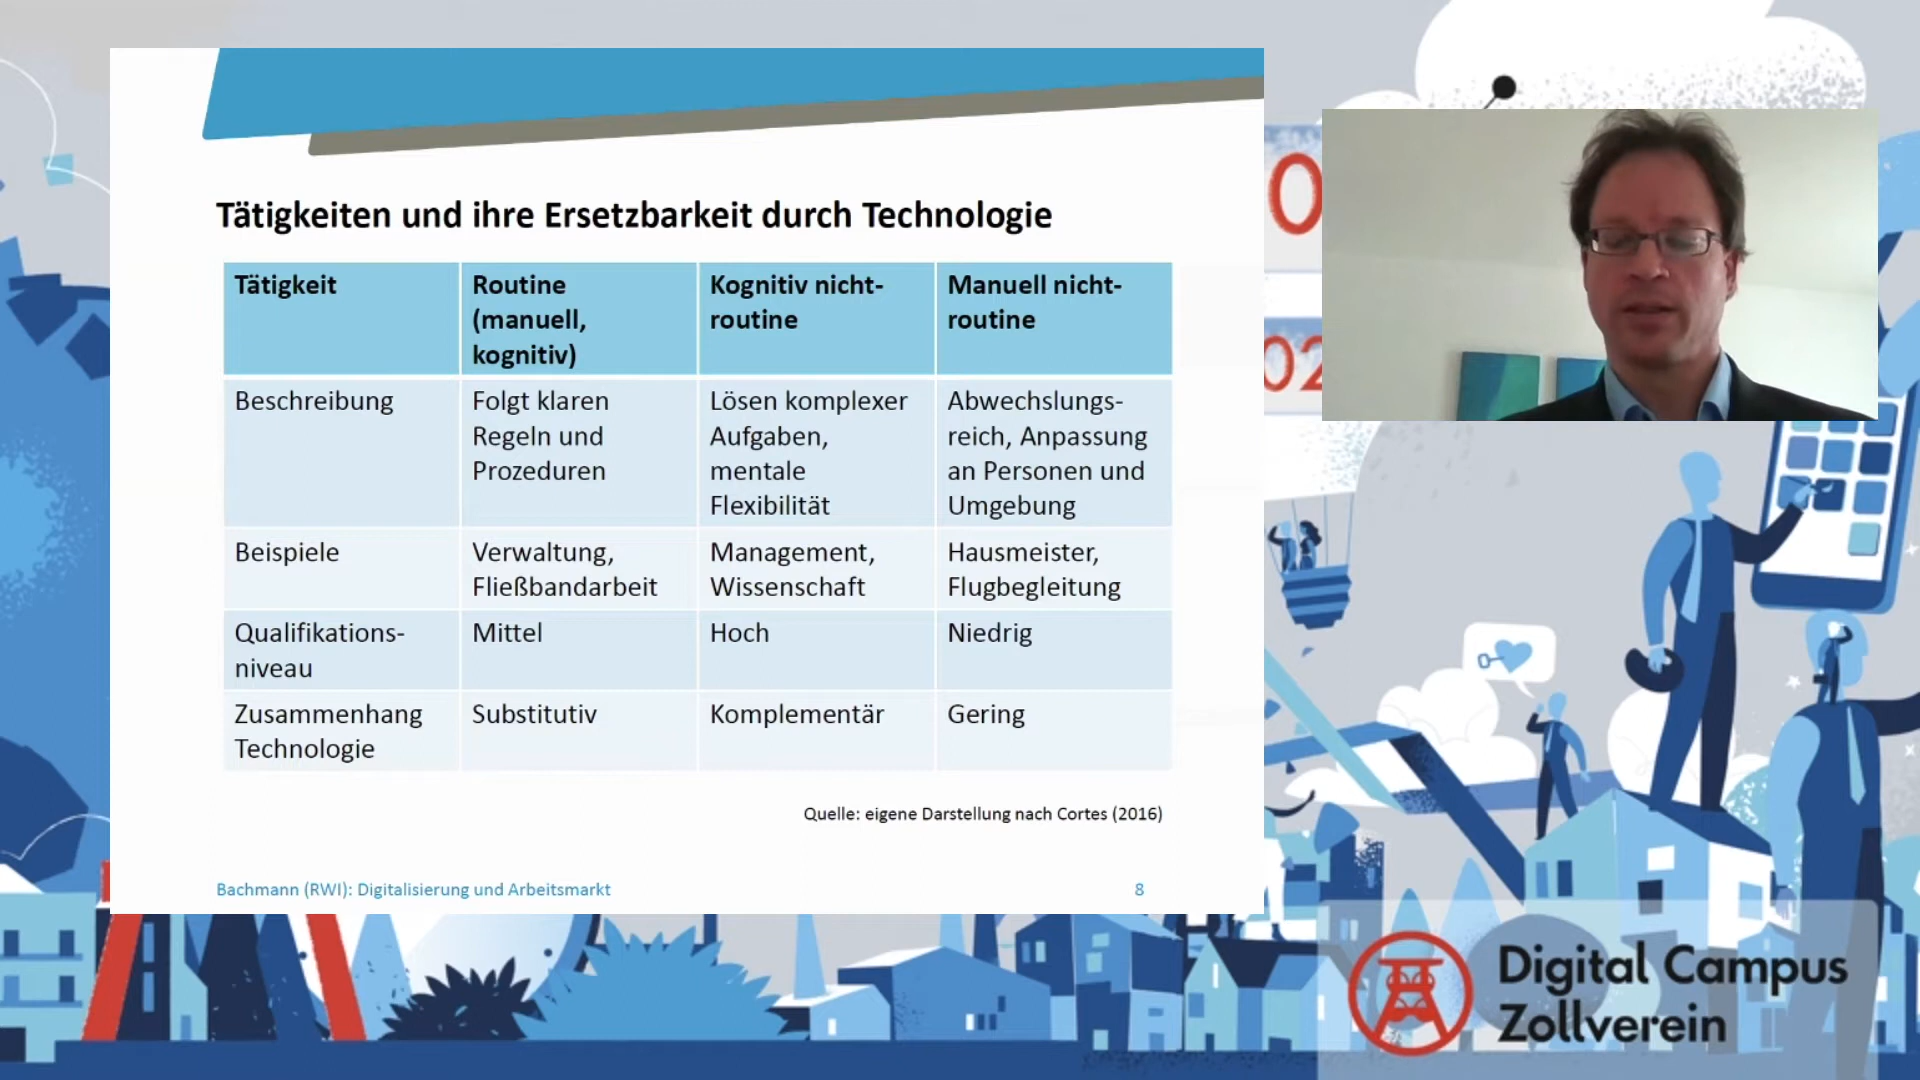 Tätigkeiten und ihre Ersetzbarkeit durch Technologie
Tätigkeit
Routine
(manuell,
kognitiv)
Kognitiv nicht-
routine
Manuell nicht-
routine
Beschreibung
Folgt klaren
Regeln und
Prozeduren
Lösen komplexer
Aufgaben,
mentale
Flexibilität
Abwechslungs-
reich, Anpassung
an Personen und
Umgebung
Beispiele
Verwaltung,
Fließbandarbeit
Management,
Wissenschaft
Hausmeister,
Flugbegleitung
Qualifikations-
niveau
Mittel
Hoch
Niedrig
Zusammenhang
Technologie
Substitutiv
Komplementär
Gering
Quelle: eigene Darstellung nach Cortes (2016)
Bachmann (RWI): Digitalisierung und Arbeitsmarkt
8
Digital Campus
Zollverein